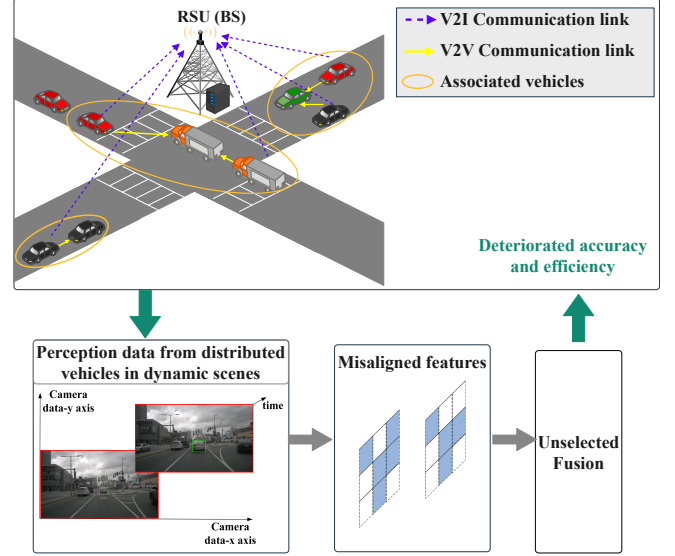 RSU (BS)
V2I Communication link
V2V Communication link
Associated vehicles
Deteriorated accuracy
and efficiency
Perception data from distributed
vehicles in dynamic scenes
Camera
data-y axis
time
Camera
data-x axis
Misaligned features
Unselected
Fusion